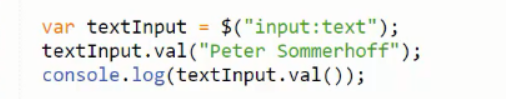 var textInput = $("input:text");
textInput.val("Peter Sommerhoff");
console.log(textInput.val());